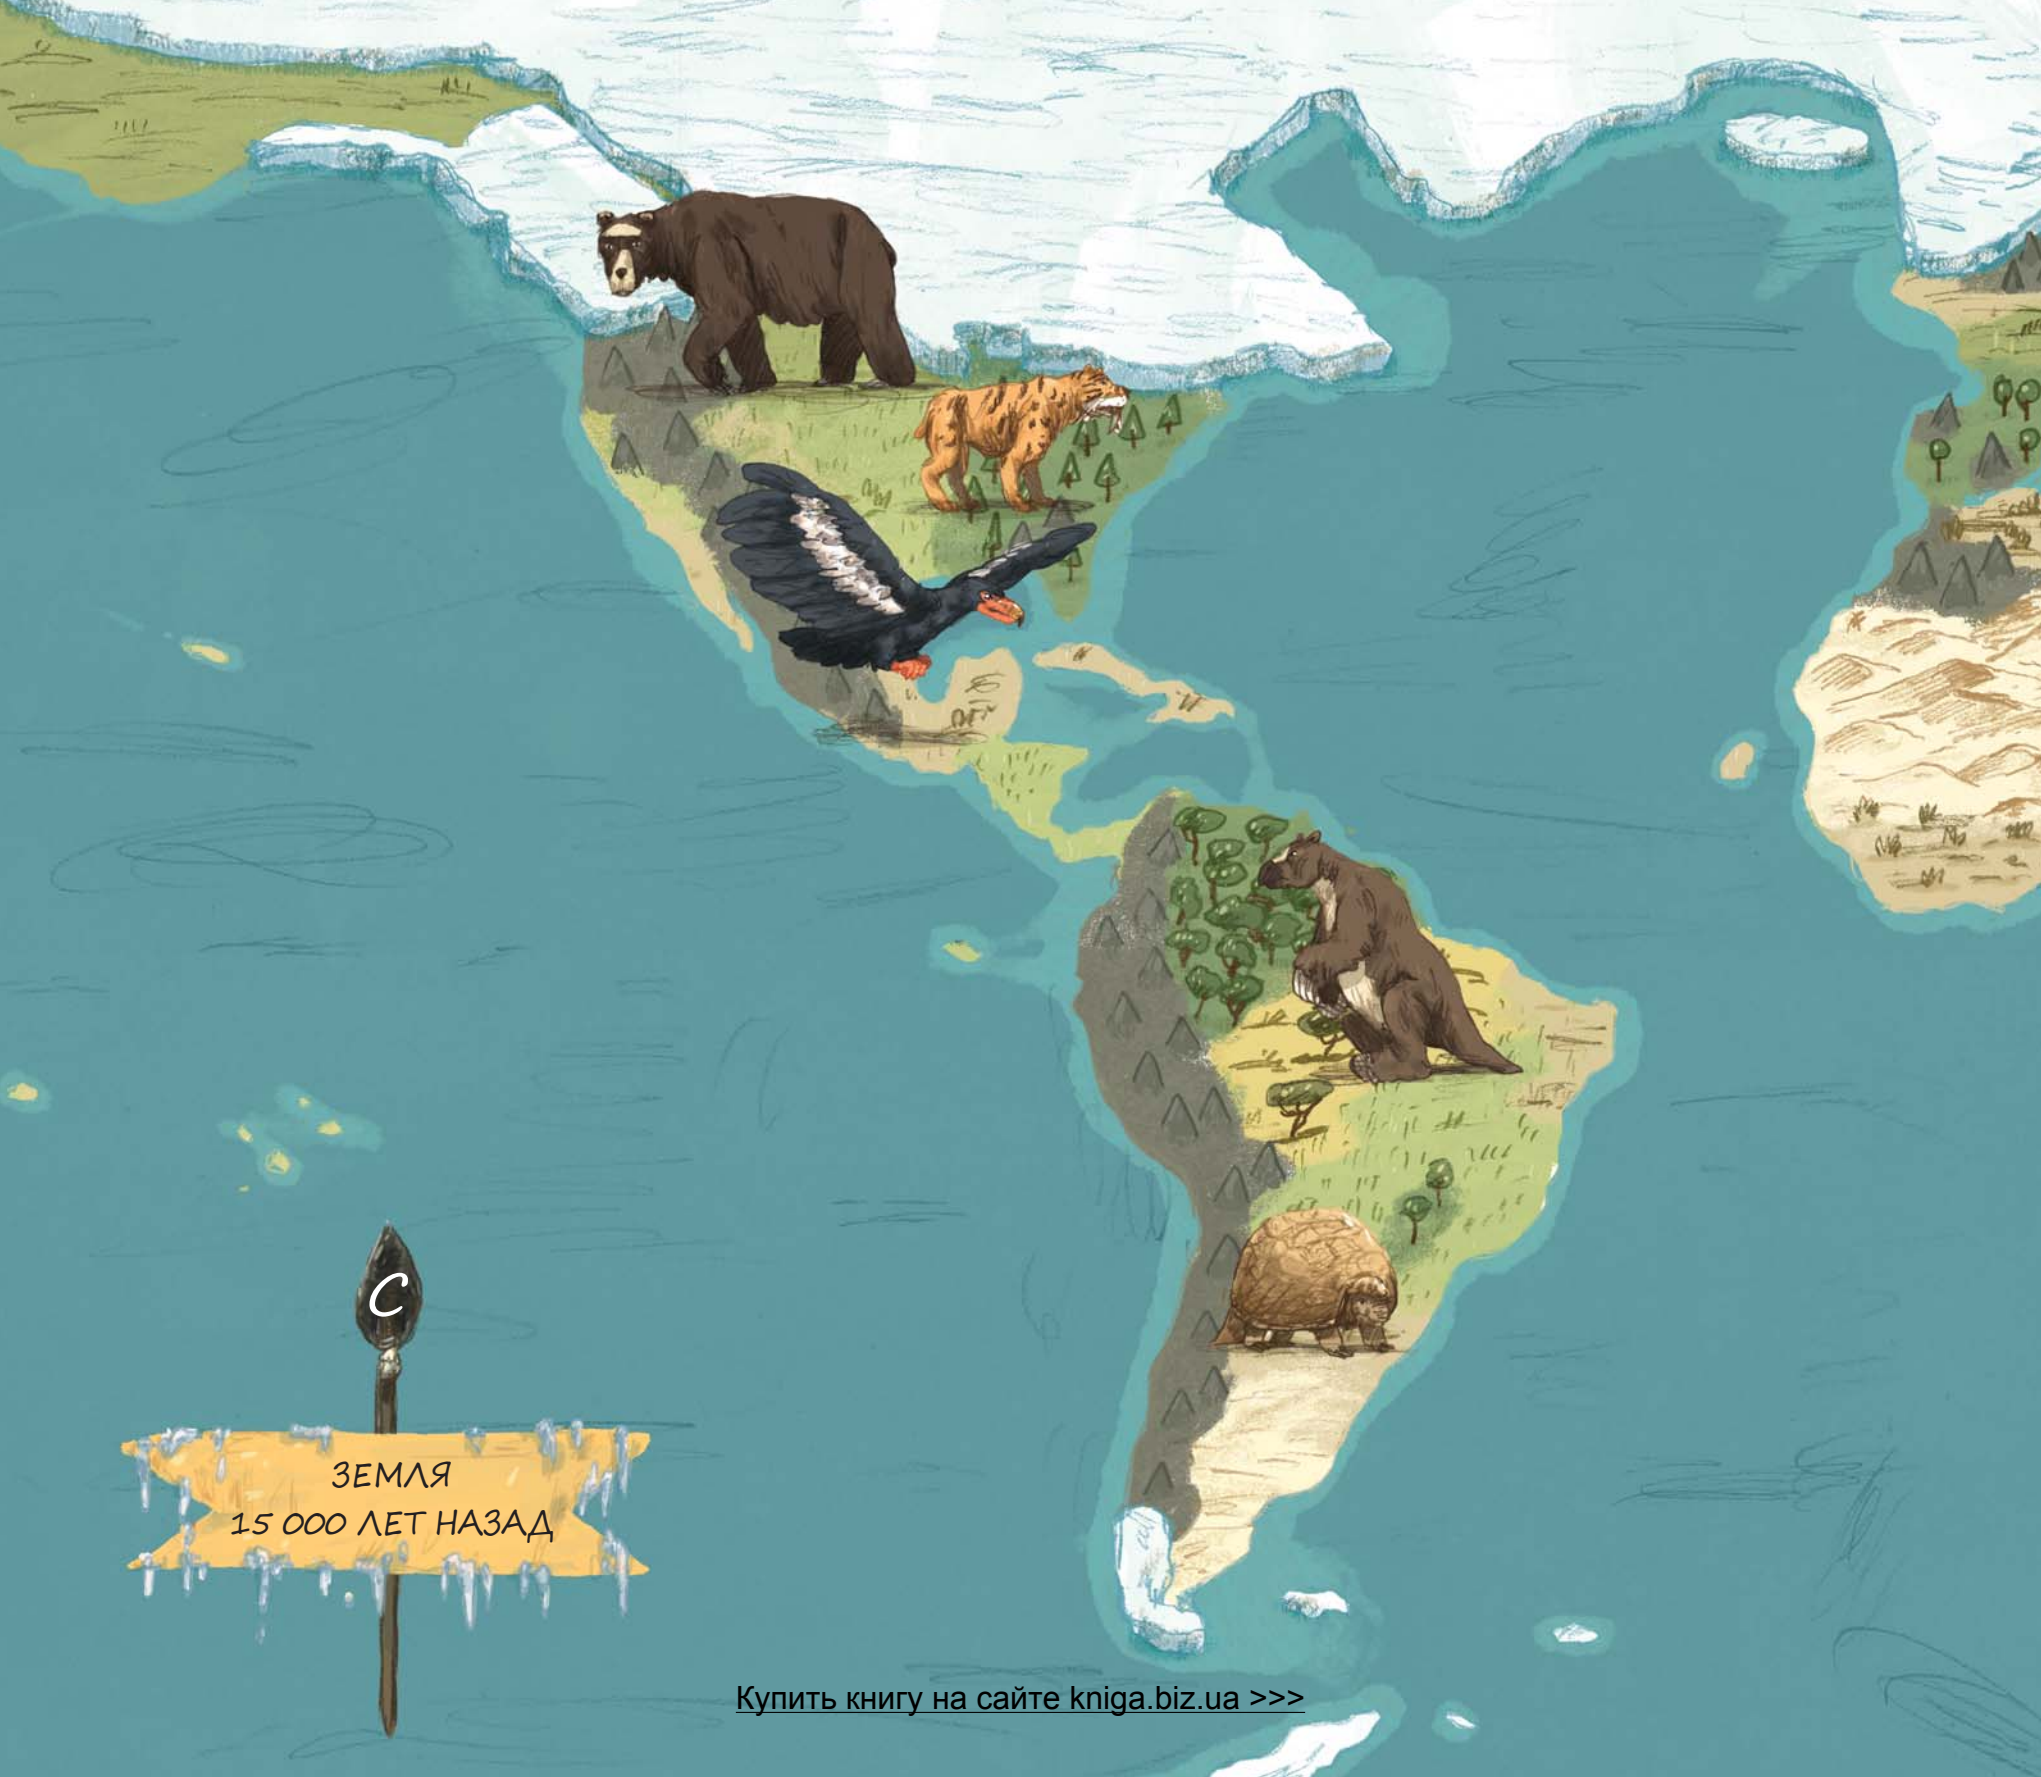 С
ЗЕМЛЯ
15 000 ЛЕТ НАЗАД
Купить книгу на сайте kniga.biz.ua >>>